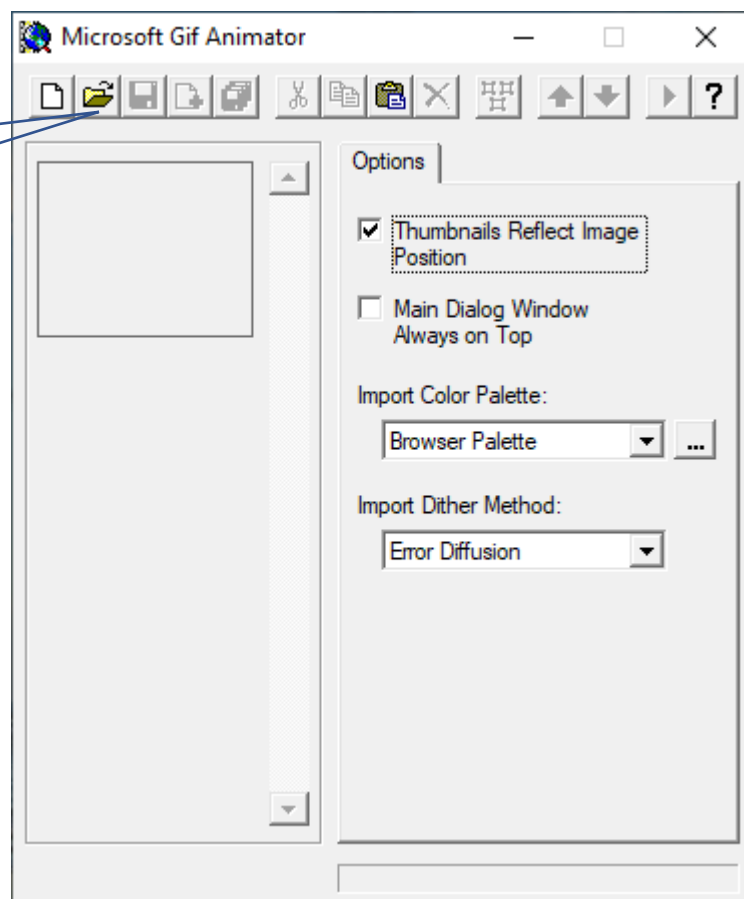 Microsoft Gif Animator
?
Options
Thumbnails Reflect Image
Position
Main Dialog Window
Always on Top
Import Color Palette:
Browser Palette
...
Import Dither Method:
Error Diffusion